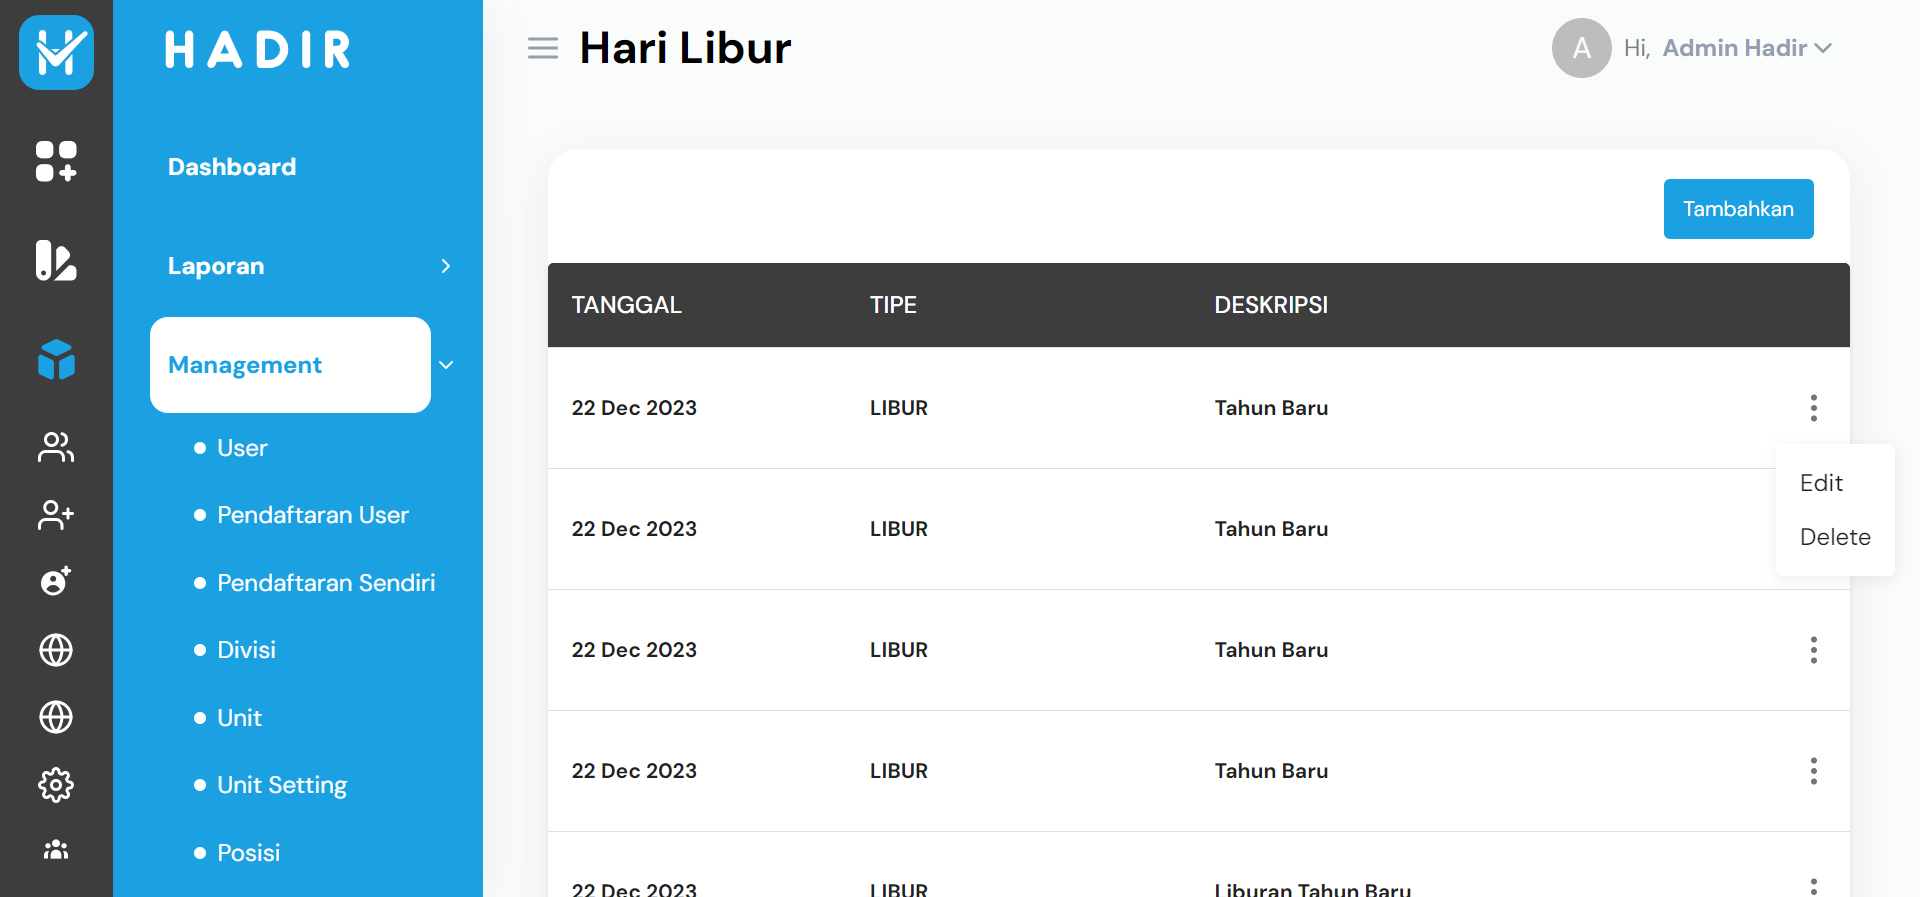 HADIR
Dashboard
Laporan
Management
User
Pendaftaran User
Pendaftaran Sendiri
Divisi
Unit
Unit Setting
Posisi
Hari Libur
A Hi, Admin Hadir
Tambahkan
TANGGAL TIPE DESKRIPSI
22 Dec 2023 LIBUR Tahun Baru
Edit
Delete
22 Dec 2023 LIBUR Tahun Baru
22 Dec 2023 LIBUR Tahun Baru
22 Dec 2023 LIBUR Tahun Baru
22 Dec 2023 LIBUR Liburan Tahun Baru